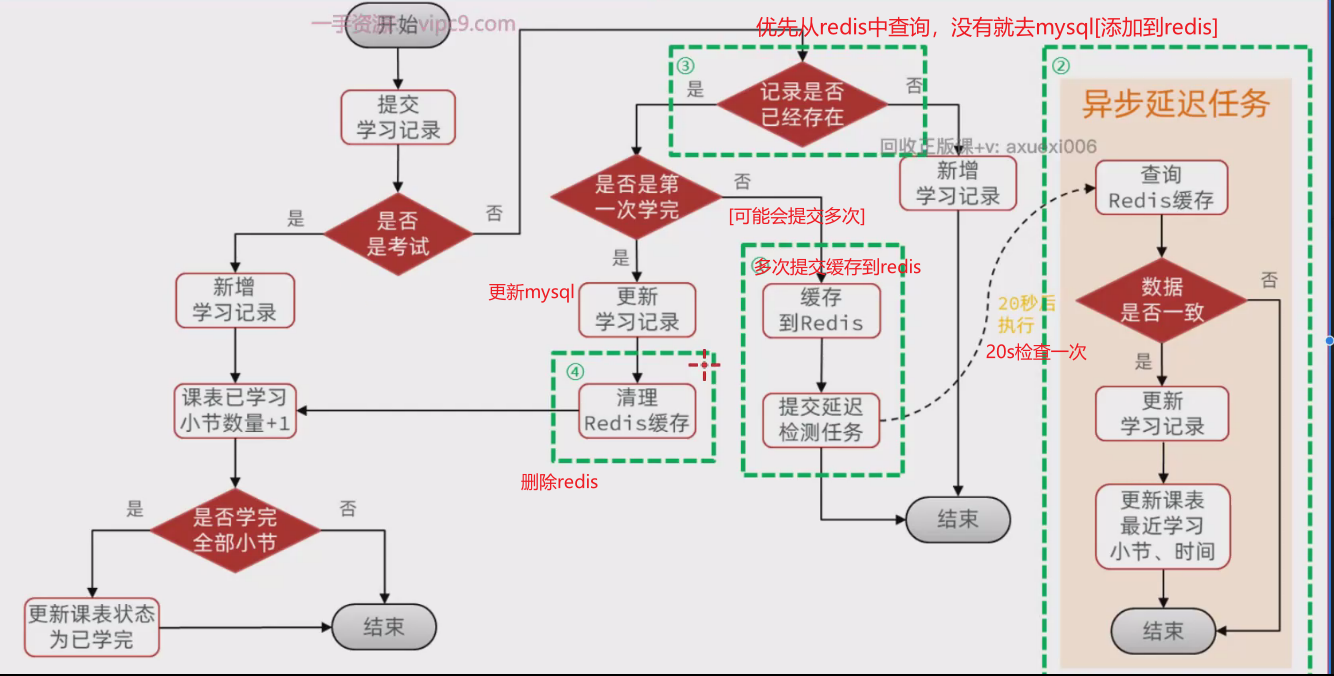 一手资源：vipc9.com
开始
优先从redis中查询，没有就去mysql[添加到redis]
提交
学习记录
是否
是考试
是
否
新增
学习记录
课表已学习
小节数量+1
是否学完
全部小节
是
否
更新课表状态
为已学完
结束
③
记录是否
已经存在
是
否
回收正版课+v: axuexi006
新增
学习记录
是否是第
一次学完
是
否
[可能会提交多次]
更新mysql
更新
学习记录
④
清理
Redis缓存
删除redis
多次提交缓存到redis
缓存
到Redis
提交延迟
检测任务
结束
20秒后
执行
20s检查一次
②
异步延迟任务
查询
Redis缓存
数据
是否一致
否
是
更新
学习记录
更新课表
最近学习
小节、时间
结束